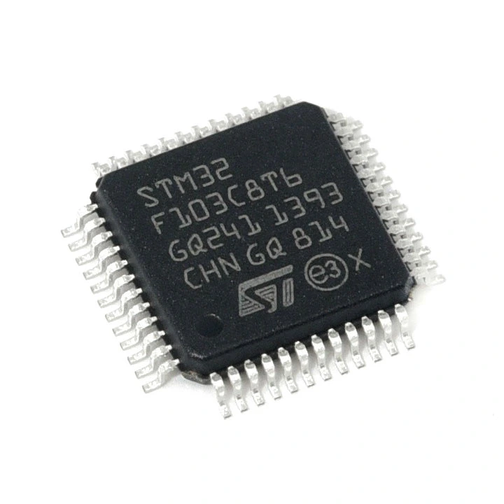 STM32
F103C8T6
GQ241 1393
CHN GQ 814
ST e3 X